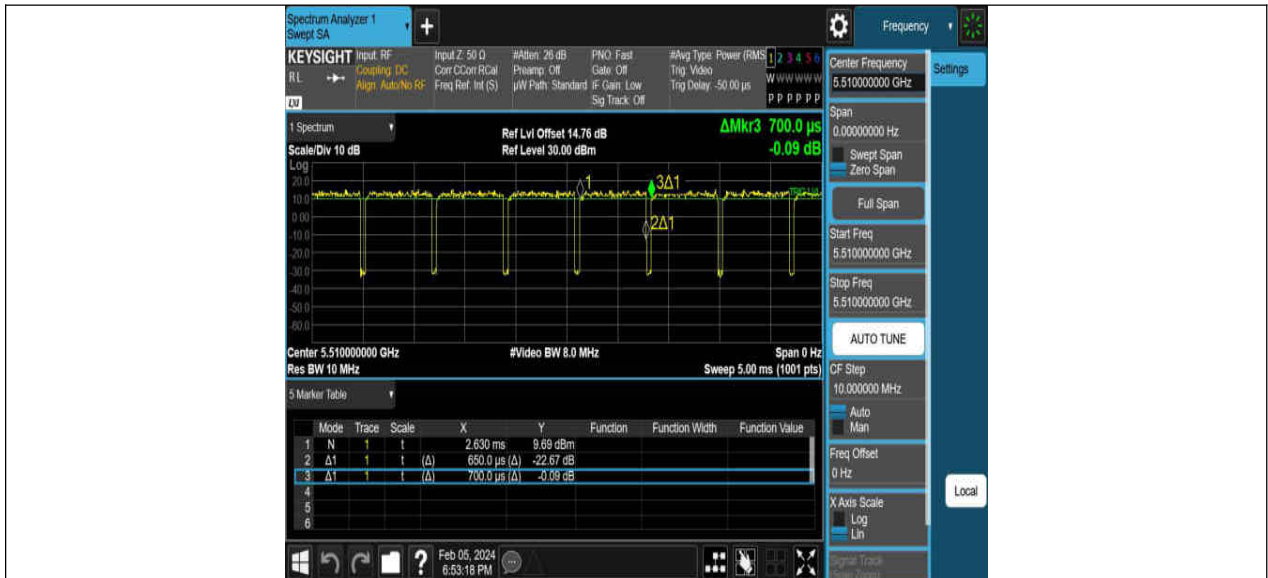 Spectrum Analyzer 1
Swept SA
+
Frequency
KEYSIGHT
RL
Input: RF
Coupling: DC
Align: Auto/No RF
Input Z: 50 Ω
Corr CCorr RCal
Freq Ref: Int (S)
#Atten: 26 dB
Preamp: Off
µW Path: Standard
PNO: Fast
Gate: Off
IF Gain: Low
Sig Track: Off
#Avg Type: Power (RMS
Trig: Video
Trig Delay: -50.00 µs
1 2 3 4 5 6
W W W W W W
P P P P P P
Center Frequency
5.510000000 GHz
Settings
1 Spectrum
Scale/Div 10 dB
Ref Lvl Offset 14.76 dB
Ref Level 30.00 dBm
ΔMkr3 700.0 µs
-0.09 dB
Log
20.0
10.0
0.00
-10.0
-20.0
-30.0
-40.0
-50.0
-60.0
1
3Δ1
2Δ1
Center 5.510000000 GHz
Res BW 10 MHz
#Video BW 8.0 MHz
Span 0 Hz
Sweep 5.00 ms (1001 pts)
Span
0.00000000 Hz
Swept Span
Zero Span
Full Span
Start Freq
5.510000000 GHz
Stop Freq
5.510000000 GHz
AUTO TUNE
CF Step
10.000000 MHz
Auto
Man
Freq Offset
0 Hz
X Axis Scale
Log
Lin
Signal Track
(Span Zoom)
Local
5 Marker Table
Mode Trace Scale X Y Function Function Width Function Value
1 N 1 t 2.630 ms 9.69 dBm
2 Δ1 1 t (Δ) 650.0 µs (Δ) -22.67 dB
3 Δ1 1 t (Δ) 700.0 µs (Δ) -0.09 dB
4
5
6
?
Feb 05, 2024
6:53:18 PM